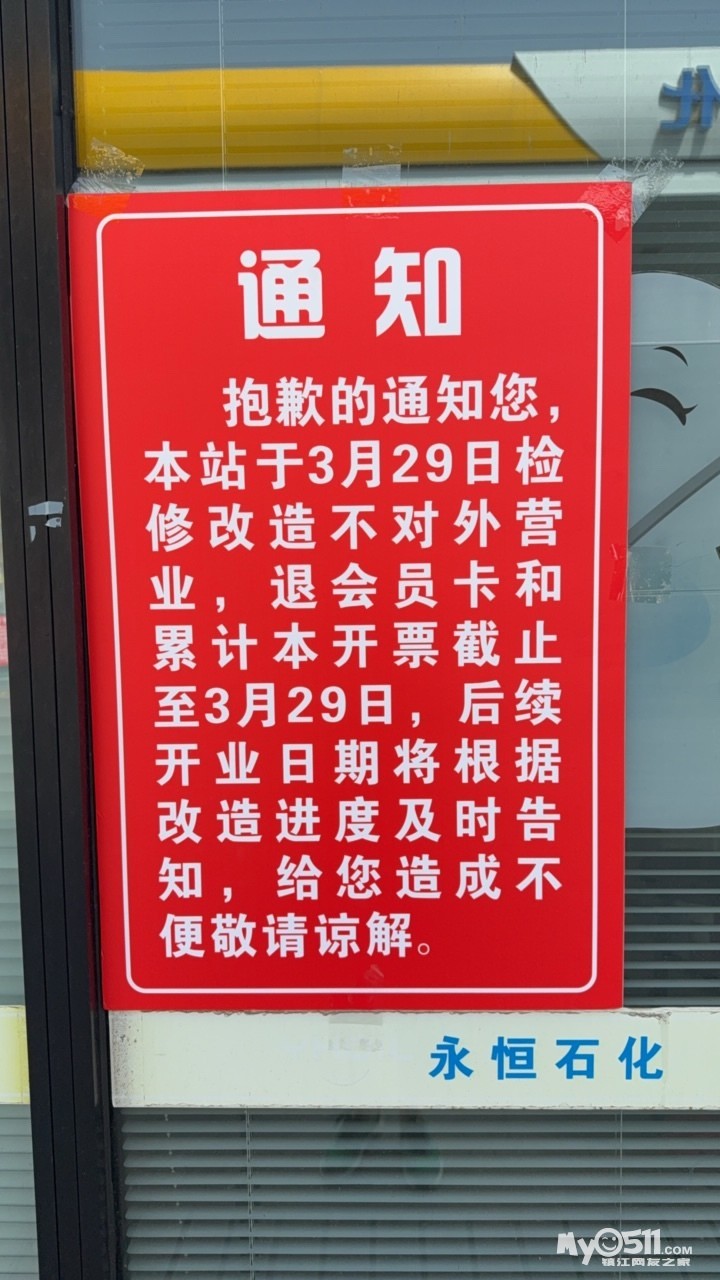 化
通知
抱歉的通知您，
本站于3月29日检
修改造不对外营
业，退会员卡和
累计本开票截止
至3月29日，后续
开业日期将根据
改造进度及时告
知，给您造成不
便敬请谅解。
永恒石化
My0511.com
镇江网友之家